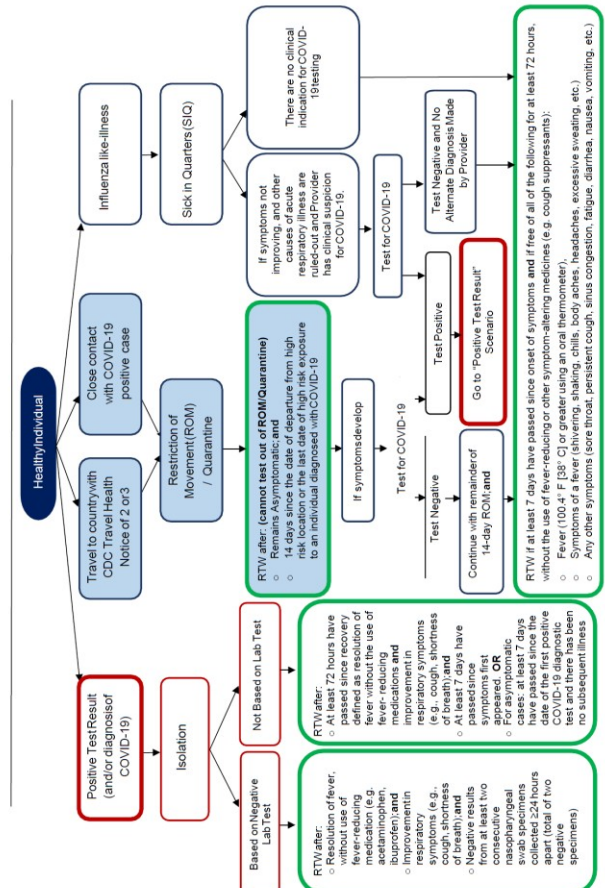 HealthyIndividual
Positive Test Result
(and/or diagnosisof
COVID-19)
Travel to country with
CDC Travel Health
Notice of 2 or3
Close contact
with COVID-19
positive case
Influenza like-illness
Isolation
Restriction of
Movement(ROM)
/ Quarantine
Sick in Quarters(SIQ)
Based onNegative
LabTest
Not Based on Lab Test
RTW after: (cannot test out of ROM/Quarantine)
○ Remains Asymptomatic; and
○ 14 days since the date of departure from high
risk location or the last date of high risk exposure
to an individual diagnosed withCOVID-19
If symptoms not
improving, and other
causes of acute
respiratory illness are
ruled-out and Provider
has clinical suspicion
for COVID-19.
There are no clinical
indication for COVID-
19testing
If symptomsdevelop
Test for COVID-19
Test for COVID-19
Test Negative
Test Positive
Test Negative and No
Alternate Diagnosis Made
by Provider
Continue with remainder of
14-day ROM; and
Go to "Positive Test Result"
Scenario
RTW after:
○ Resolution of fever,
without use of
fever-reducing
medication (e.g.
acetaminophen,
ibuprofen); and
○ Improvement in
respiratory
symptoms (e.g.,
cough, shortness
of breath); and
○ Negative results
from at least two
consecutive
nasopharyngeal
swab specimens
collected ≥24 hours
apart (total of two
negative
specimens)
RTW after:
○ At least 72 hours have
passed since recovery
defined as resolution of
fever without the use of
fever- reducing
medications and
improvement in
respiratory symptoms
(e.g., cough, shortness
of breath); and
○ At least 7 days have
passed since
symptoms first
appeared. OR
○ For asymptomatic
cases: at least 7 days
have passed since the
date of the first positive
COVID-19 diagnostic
test and there has been
no subsequent illness
RTW if at least 7 days have passed since onset of symptoms and if free of all of the following for at least 72 hours,
without the use of fever-reducing or other symptom-altering medicines (e.g. cough suppressants):
○ Fever (100.4° F [38° C] or greater using an oral thermometer).
○ Symptoms of a fever (shivering, shaking, chills, body aches, headaches, excessive sweating, etc.)
○ Any other symptoms (sore throat, persistent cough, sinus congestion, fatigue, diarrhea, nausea, vomiting, etc.)